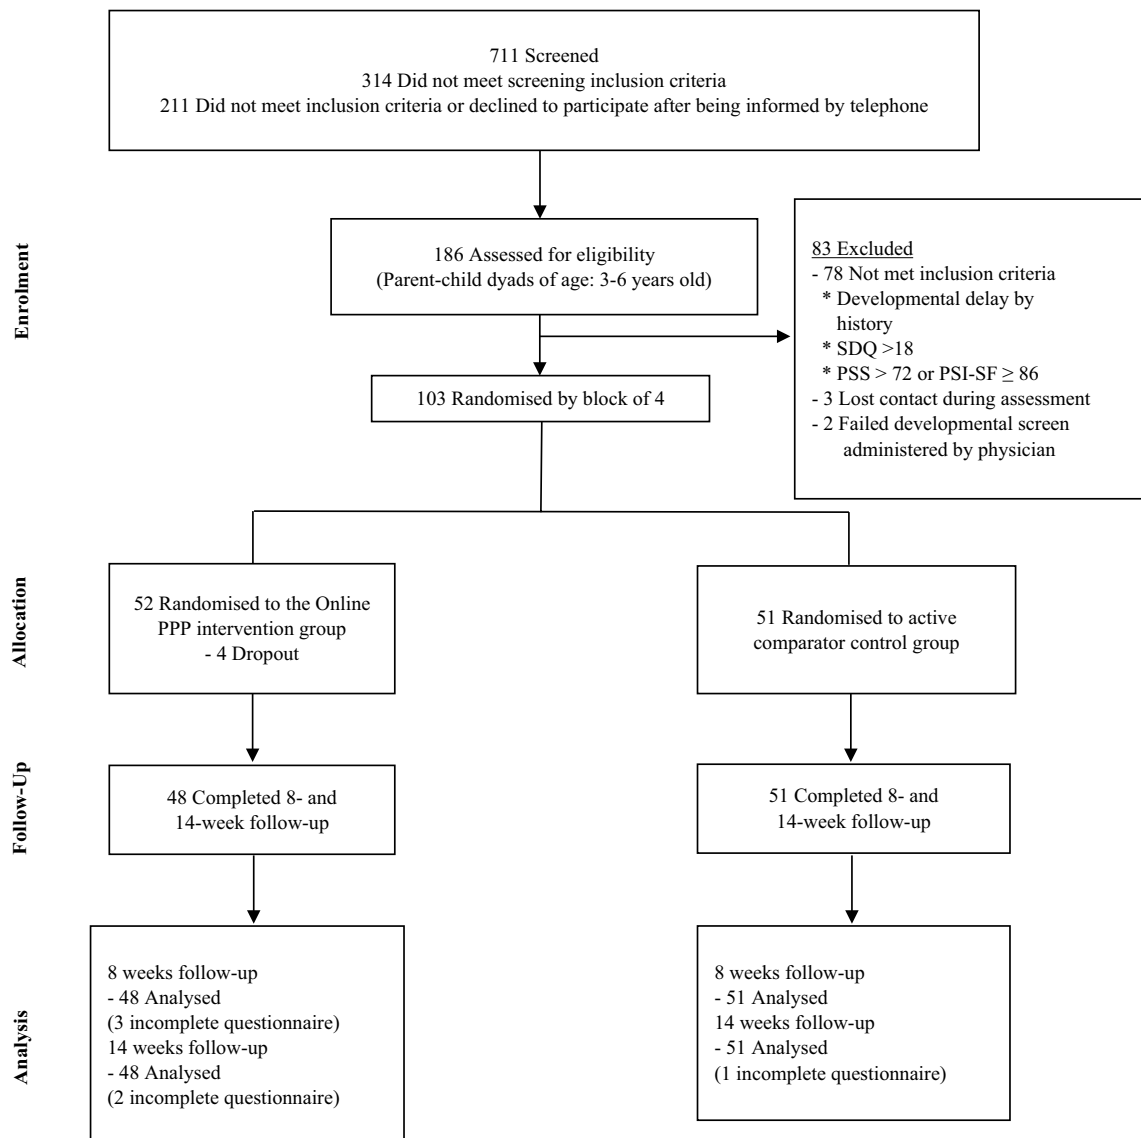 711 Screened
314 Did not meet screening inclusion criteria
211 Did not meet inclusion criteria or declined to participate after being informed by telephone
Enrolment
186 Assessed for eligibility
(Parent-child dyads of age: 3-6 years old)
83 Excluded
- 78 Not met inclusion criteria
* Developmental delay by
history
* SDQ >18
* PSS > 72 or PSI-SF ≥ 86
- 3 Lost contact during assessment
- 2 Failed developmental screen
administered by physician
103 Randomised by block of 4
Allocation
52 Randomised to the Online
PPP intervention group
- 4 Dropout
51 Randomised to active
comparator control group
Follow-Up
48 Completed 8- and
14-week follow-up
51 Completed 8- and
14-week follow-up
Analysis
8 weeks follow-up
- 48 Analysed
(3 incomplete questionnaire)
14 weeks follow-up
- 48 Analysed
(2 incomplete questionnaire)
8 weeks follow-up
- 51 Analysed
14 weeks follow-up
- 51 Analysed
(1 incomplete questionnaire)